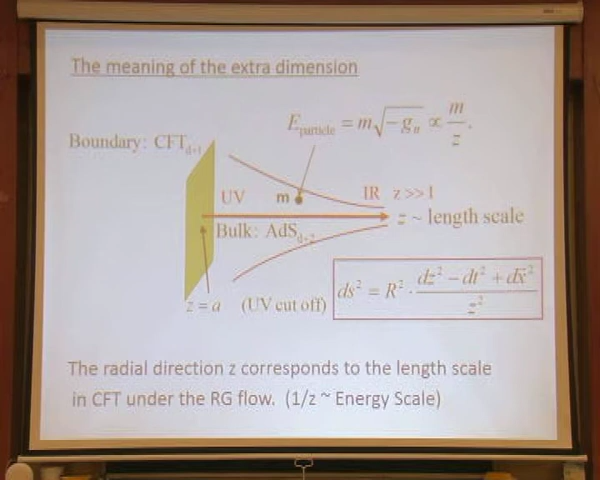 The meaning of the extra dimension
E_particle = m√(-g_tt) ∝ m/z.
Boundary: CFT_d+1
UV m IR z>>1
z ~ length scale
Bulk: AdS_d+2
ds² = R² · (dz² - dt² + dx⃗²)/z²
z = a (UV cut off)
The radial direction z corresponds to the length scale
in CFT under the RG flow. (1/z ~ Energy Scale)